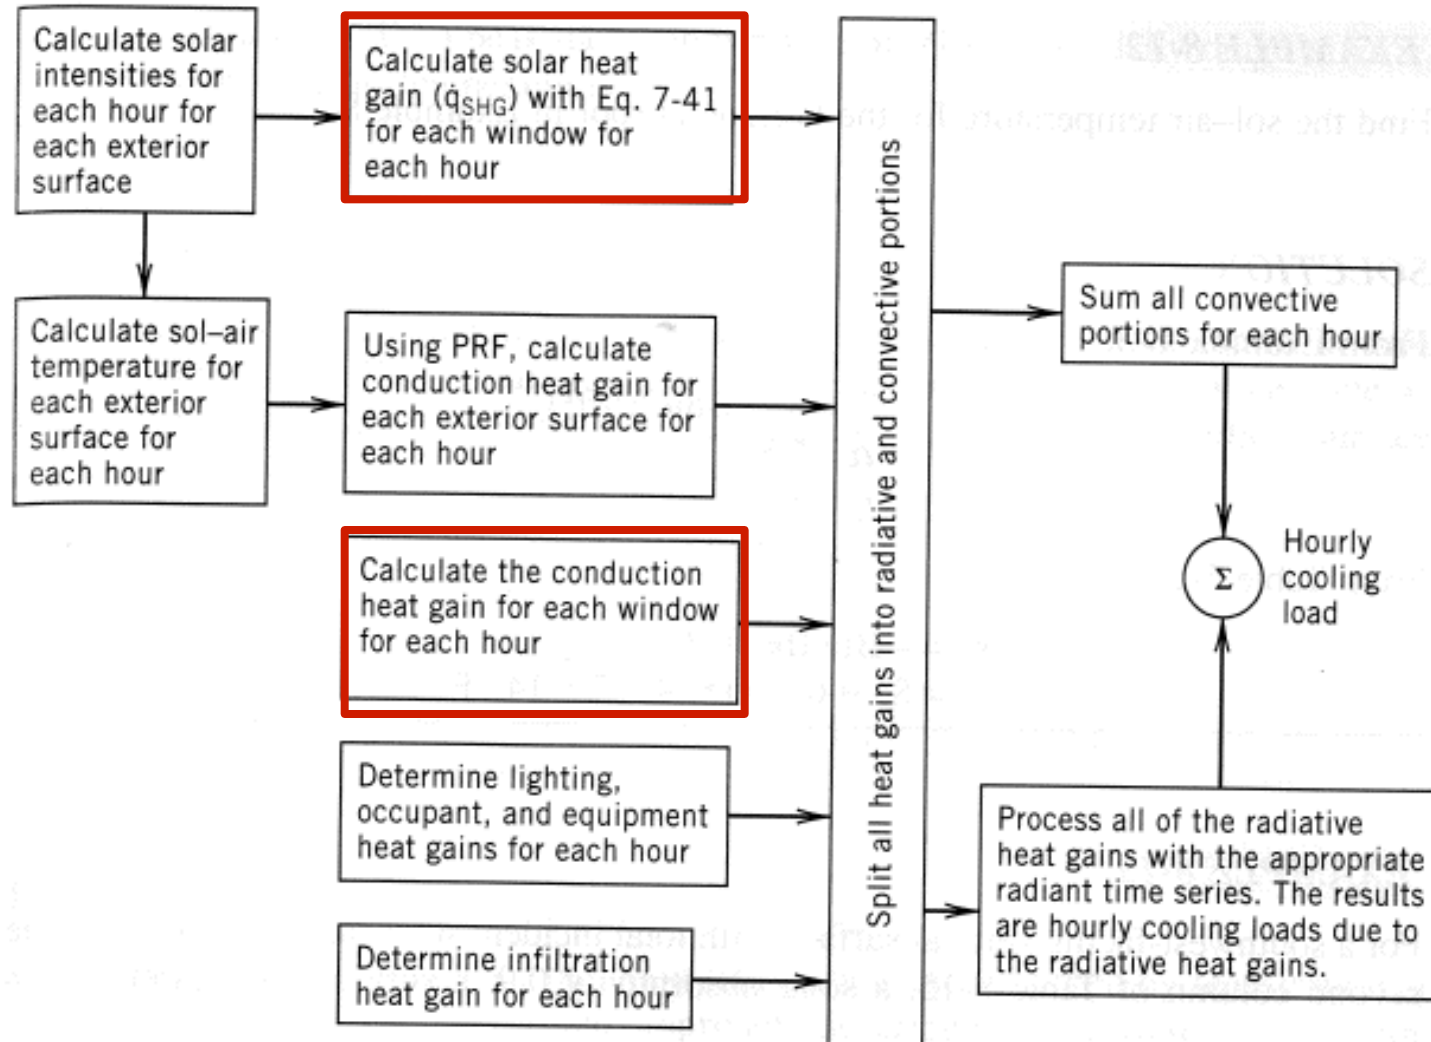 Calculate solar
intensities for
each hour for
each exterior
surface
Calculate solar heat
gain (q̇SHG) with Eq. 7-41
for each window for
each hour
Calculate sol–air
temperature for
each exterior
surface for
each hour
Using PRF, calculate
conduction heat gain for
each exterior surface for
each hour
Calculate the conduction
heat gain for each window
for each hour
Determine lighting,
occupant, and equipment
heat gains for each hour
Determine infiltration
heat gain for each hour
Split all heat gains into radiative and convective portions
Sum all convective
portions for each hour
Σ
Hourly
cooling
load
Process all of the radiative
heat gains with the appropriate
radiant time series. The results
are hourly cooling loads due to
the radiative heat gains.